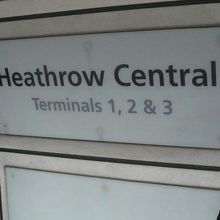 Heathrow Central
Terminals 1, 2 & 3